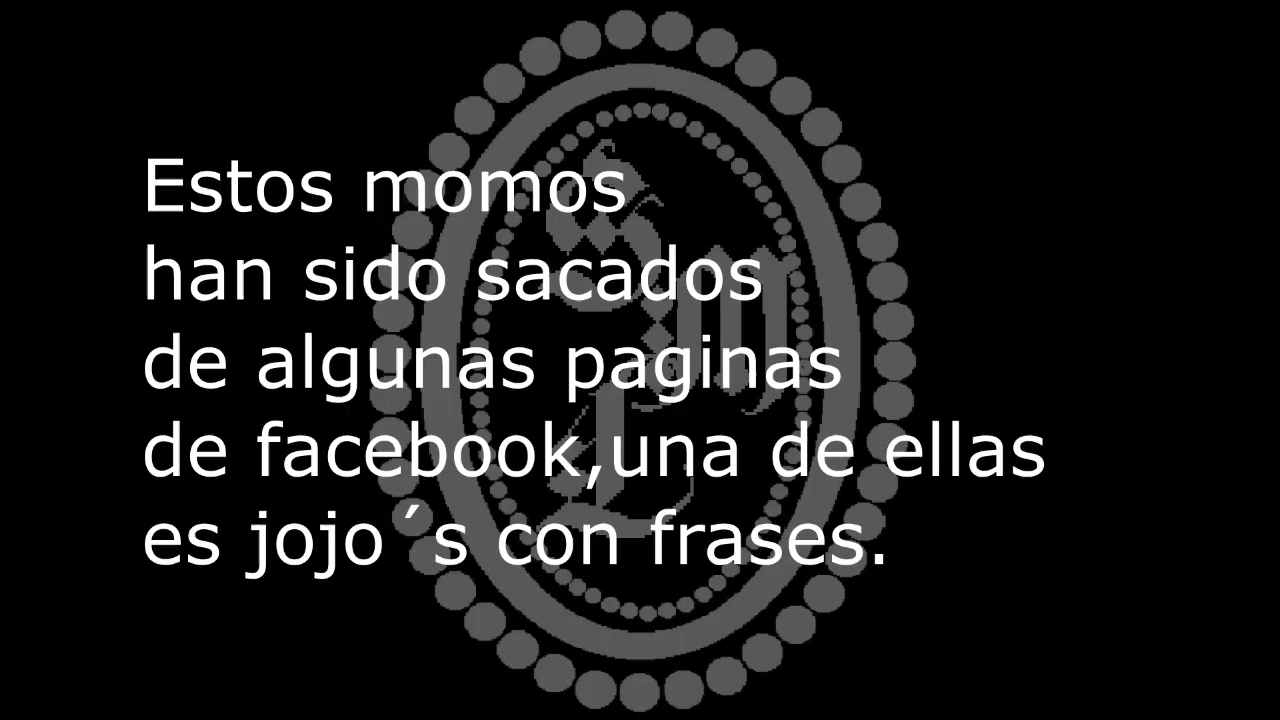 Estos momos
han sido sacados
de algunas paginas
de facebook,una de ellas
es jojo´s con frases.